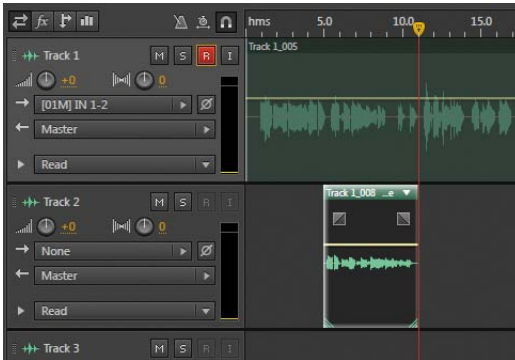 fx
hms 5.0 10.0 15.0
Track 1 M S R I
Track 1_005
+0 0
[01M] IN 1-2
Master
Read
Track 2 M S R I
Track 1_008 ...e
+0 0
None
Master
Read
Track 3 M S R I